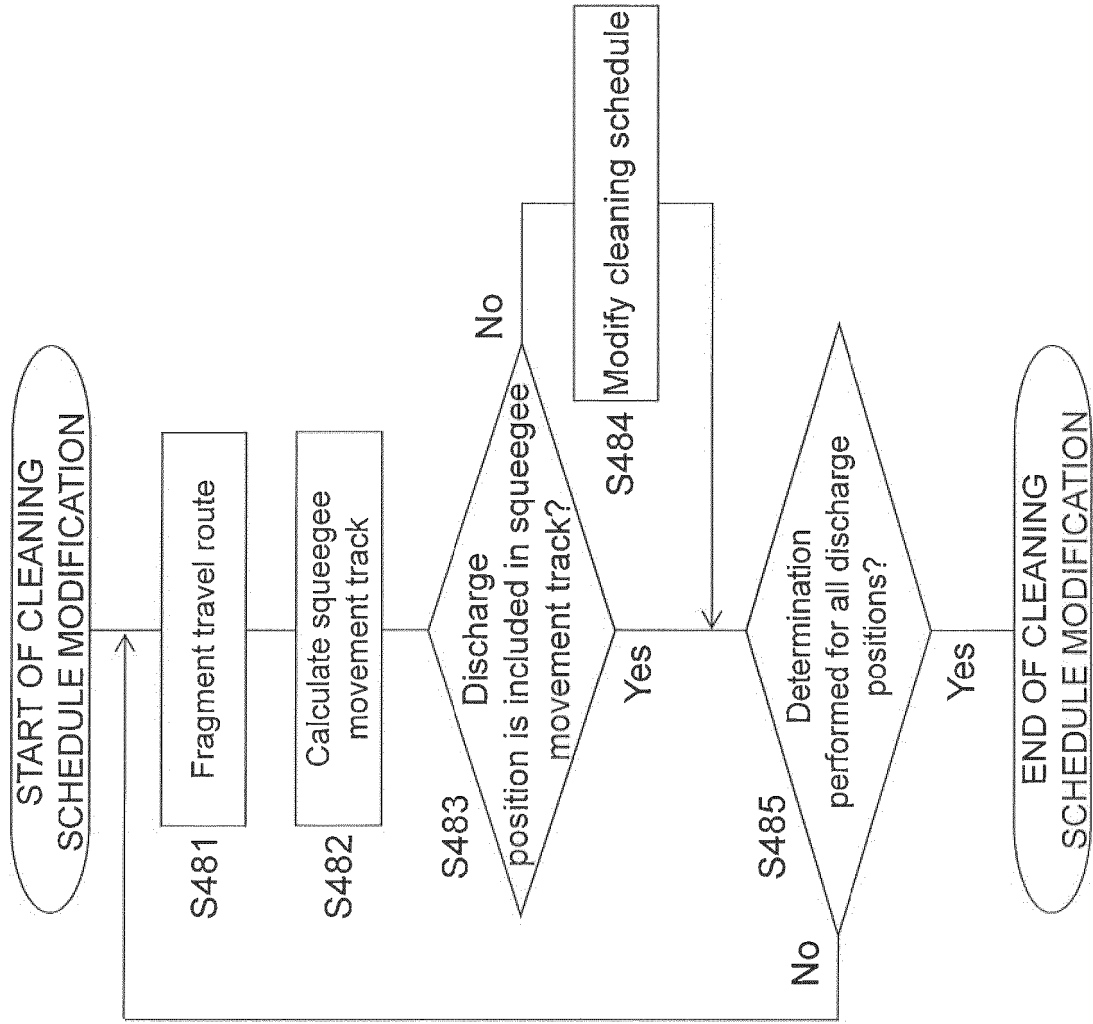 START OF CLEANING
SCHEDULE MODIFICATION
S481
Fragment travel route
S482
Calculate squeegee
movement track
S483
Discharge
position is included in squeegee
movement track?
No
Yes
S484
Modify cleaning schedule
S485
Determination
performed for all discharge
positions?
No
Yes
END OF CLEANING
SCHEDULE MODIFICATION